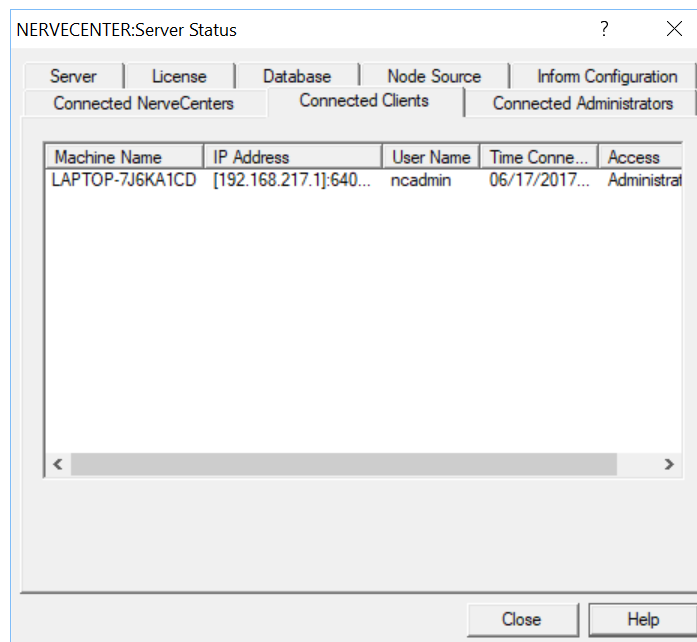 NERVECENTER:Server Status ?
Server License Database Node Source Inform Configuration
Connected NerveCenters Connected Clients Connected Administrators
Machine Name IP Address User Name Time Conne... Access
LAPTOP-7J6KA1CD [192.168.217.1]:640... ncadmin 06/17/2017... Administrat
Close Help